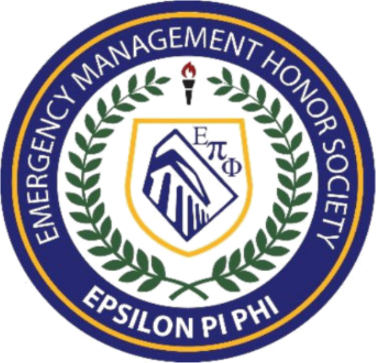 EMERGENCY MANAGEMENT HONOR SOCIETY
ΕπΦ
EPSILON PI PHI